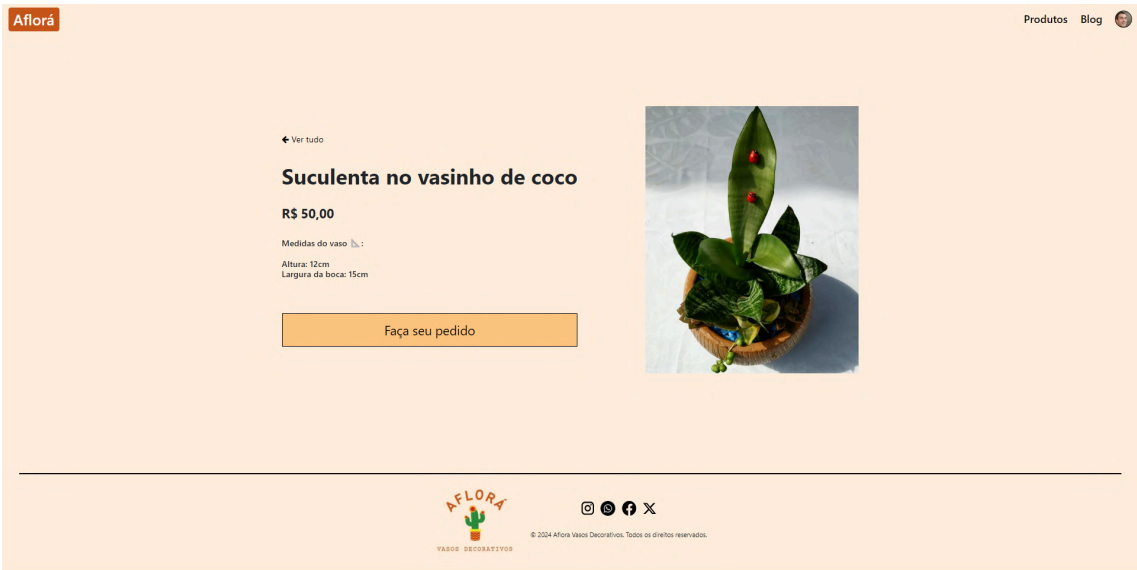 Aflorá
Produtos Blog
Ver tudo
Suculenta no vasinho de coco
R$ 50,00
Medidas do vaso 📐:
Altura: 12cm
Largura da boca: 15cm
Faça seu pedido
AFLORÁ
VASOS DECORATIVOS
© 2024 Aflora Vasos Decorativos. Todos os direitos reservados.